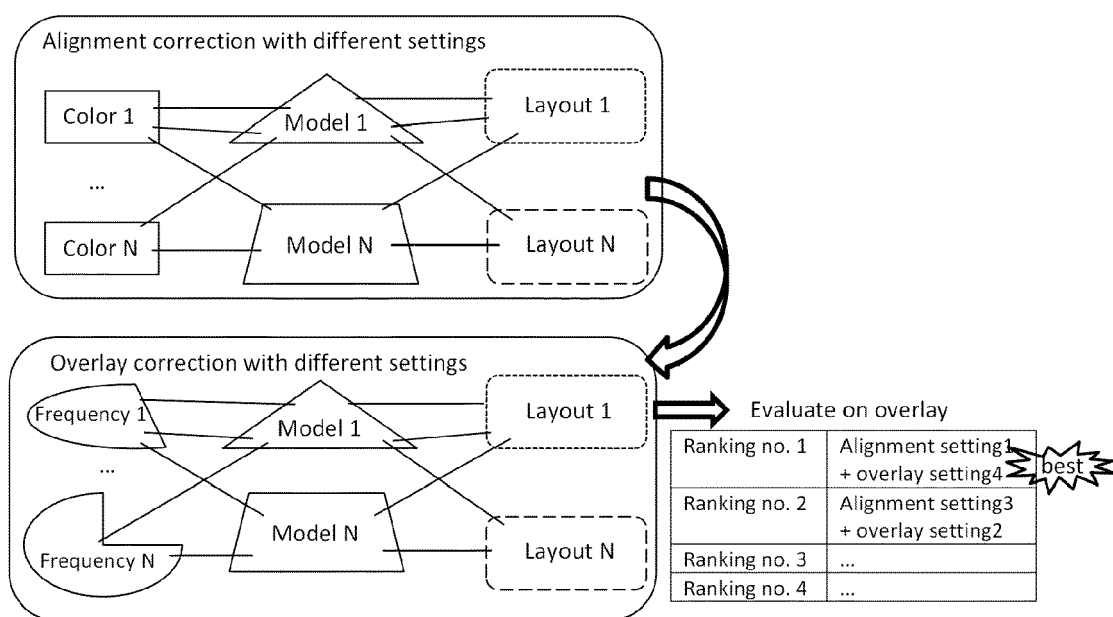 Alignment correction with different settings
Color 1
Model 1
Layout 1
...
Color N
Model N
Layout N
Overlay correction with different settings
Frequency 1
Model 1
Layout 1
...
Frequency N
Model N
Layout N
Evaluate on overlay
Ranking no. 1
Alignment setting1
+ overlay setting4
best
Ranking no. 2
Alignment setting3
+ overlay setting2
Ranking no. 3
...
Ranking no. 4
...